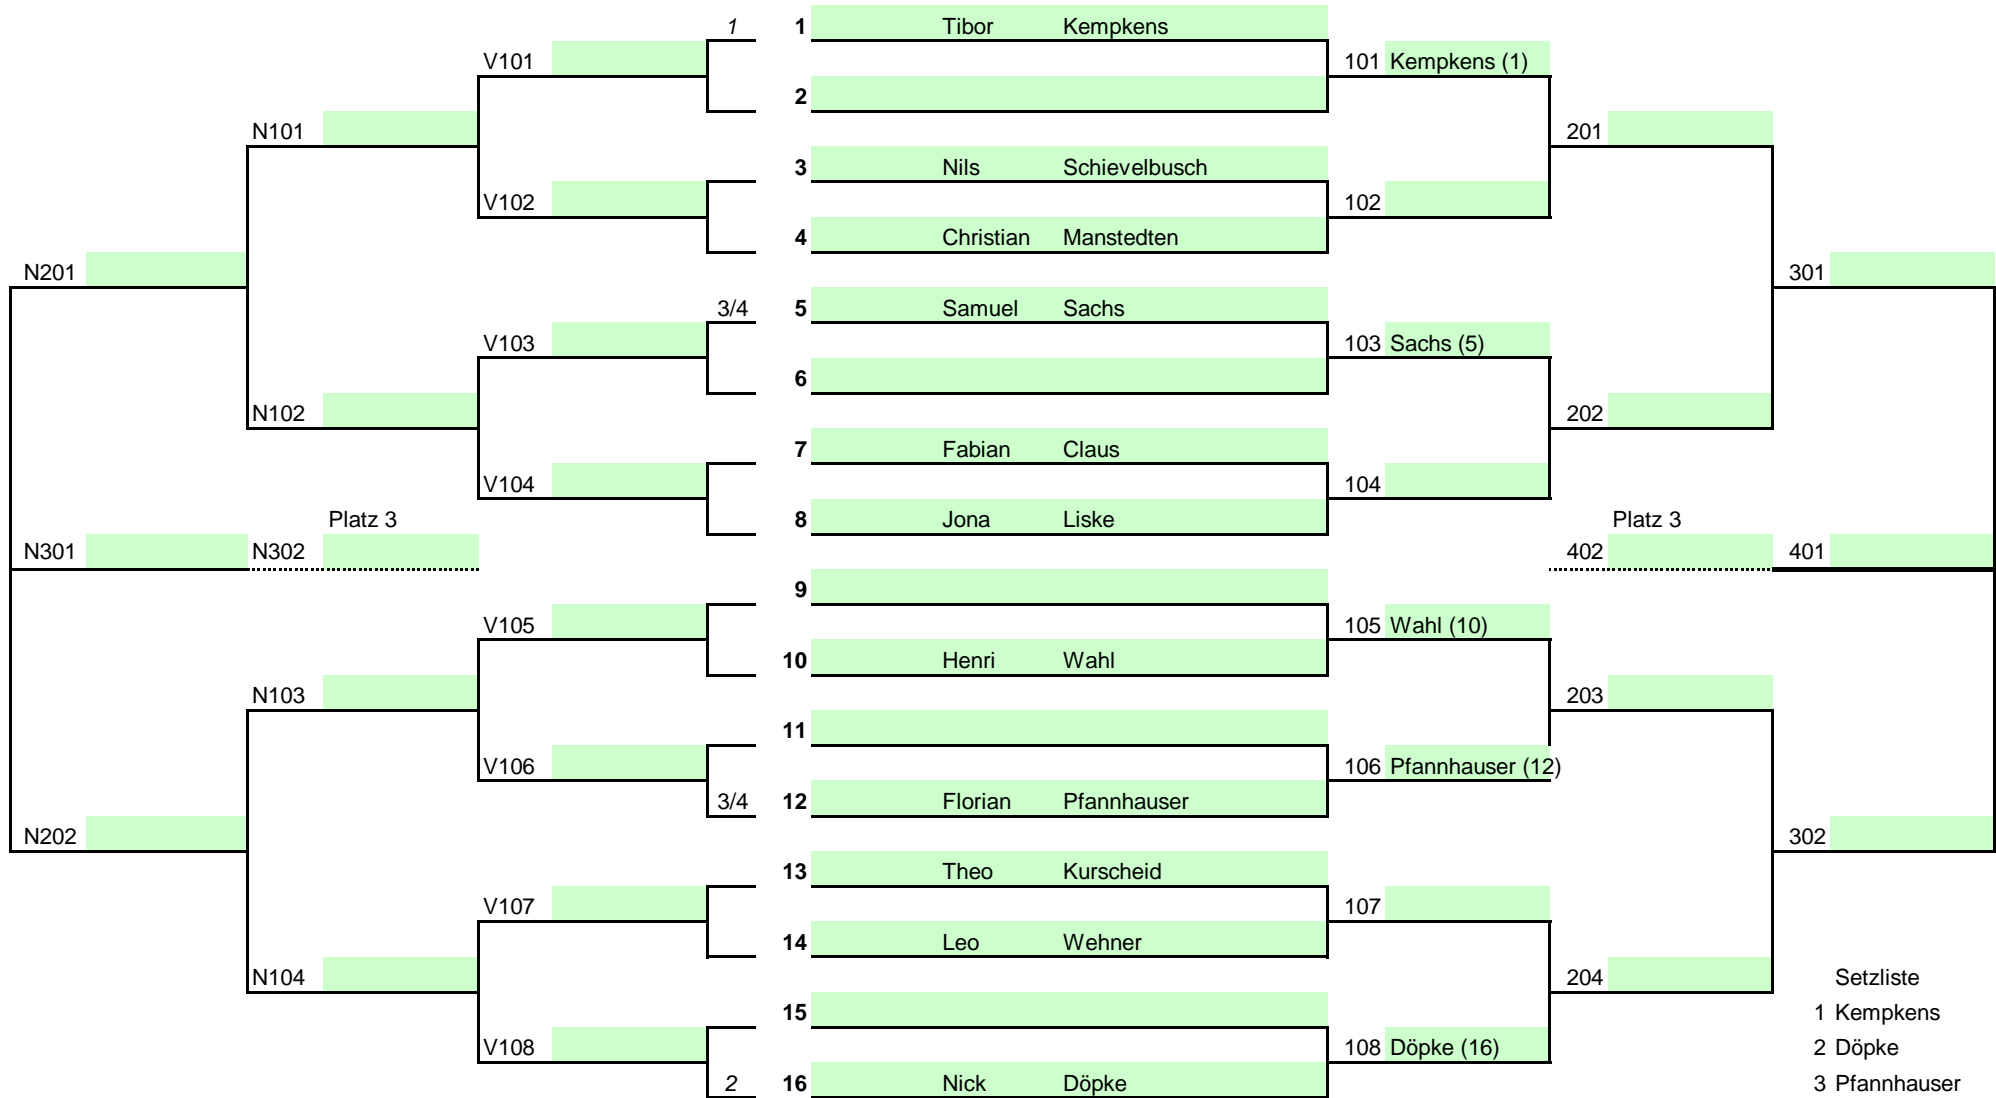 1 1 Tibor Kempkens
V101 101 Kempkens (1)
2
N101 201
3 Nils Schievelbusch
V102 102
4 Christian Manstedten
N201 301
3/4 5 Samuel Sachs
V103 103 Sachs (5)
6
N102 202
7 Fabian Claus
V104 104
Platz 3 8 Jona Liske Platz 3
N301 N302 402 401
9
V105 105 Wahl (10)
10 Henri Wahl
N103 203
11
V106 106 Pfannhauser (12)
3/4 12 Florian Pfannhauser
N202 302
13 Theo Kurscheid
V107 107
14 Leo Wehner
N104 204 Setzliste
15 1 Kempkens
V108 108 Döpke (16) 2 Döpke
2 16 Nick Döpke 3 Pfannhauser